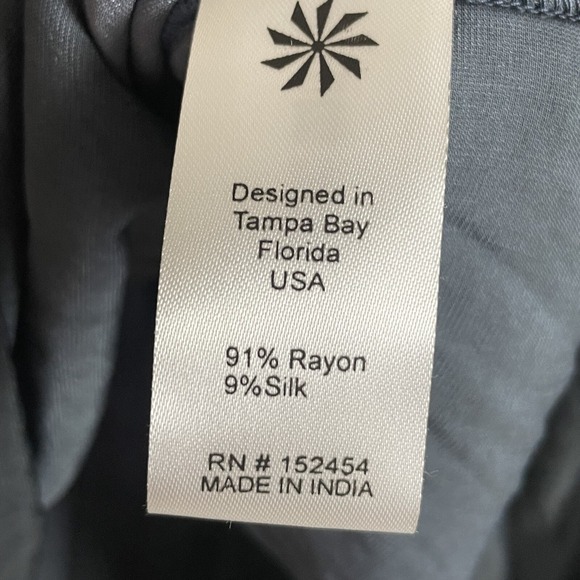 Designed in
Tampa Bay
Florida
USA
91% Rayon
9%Silk
RN # 152454
MADE IN INDIA